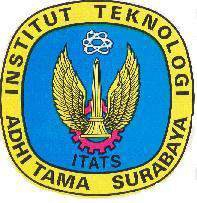 INSTITUT TEKNOLOGI
ADHI TAMA SURABAYA
ITATS